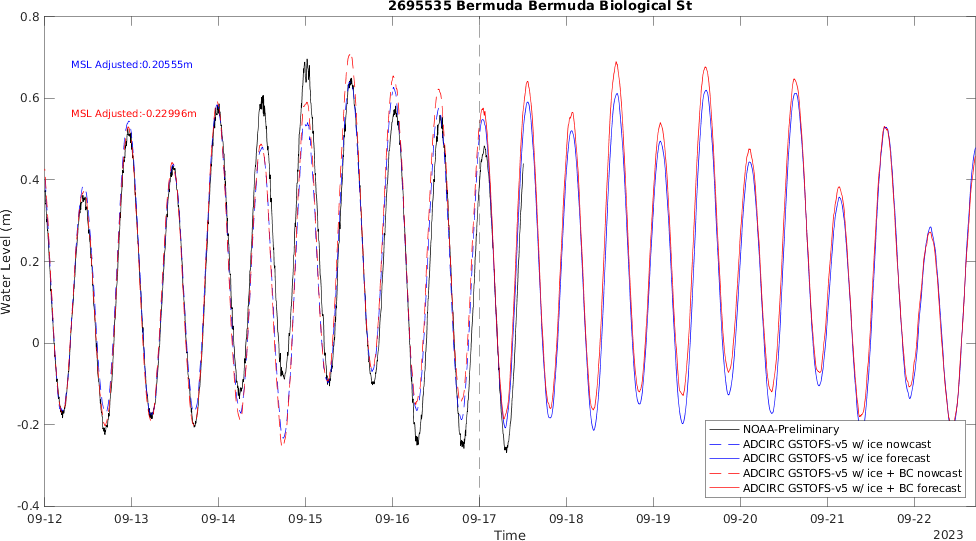 2695535 Bermuda Bermuda Biological St
0.8
MSL Adjusted:0.20555m
0.6
MSL Adjusted:-0.22996m
0.4
Water Level (m)
0.2
0
-0.2
NOAA-Preliminary
ADCIRC GSTOFS-v5 w/ ice nowcast
ADCIRC GSTOFS-v5 w/ ice forecast
ADCIRC GSTOFS-v5 w/ ice + BC nowcast
ADCIRC GSTOFS-v5 w/ ice + BC forecast
-0.4
09-12 09-13 09-14 09-15 09-16 09-17 09-18 09-19 09-20 09-21 09-22
Time
2023